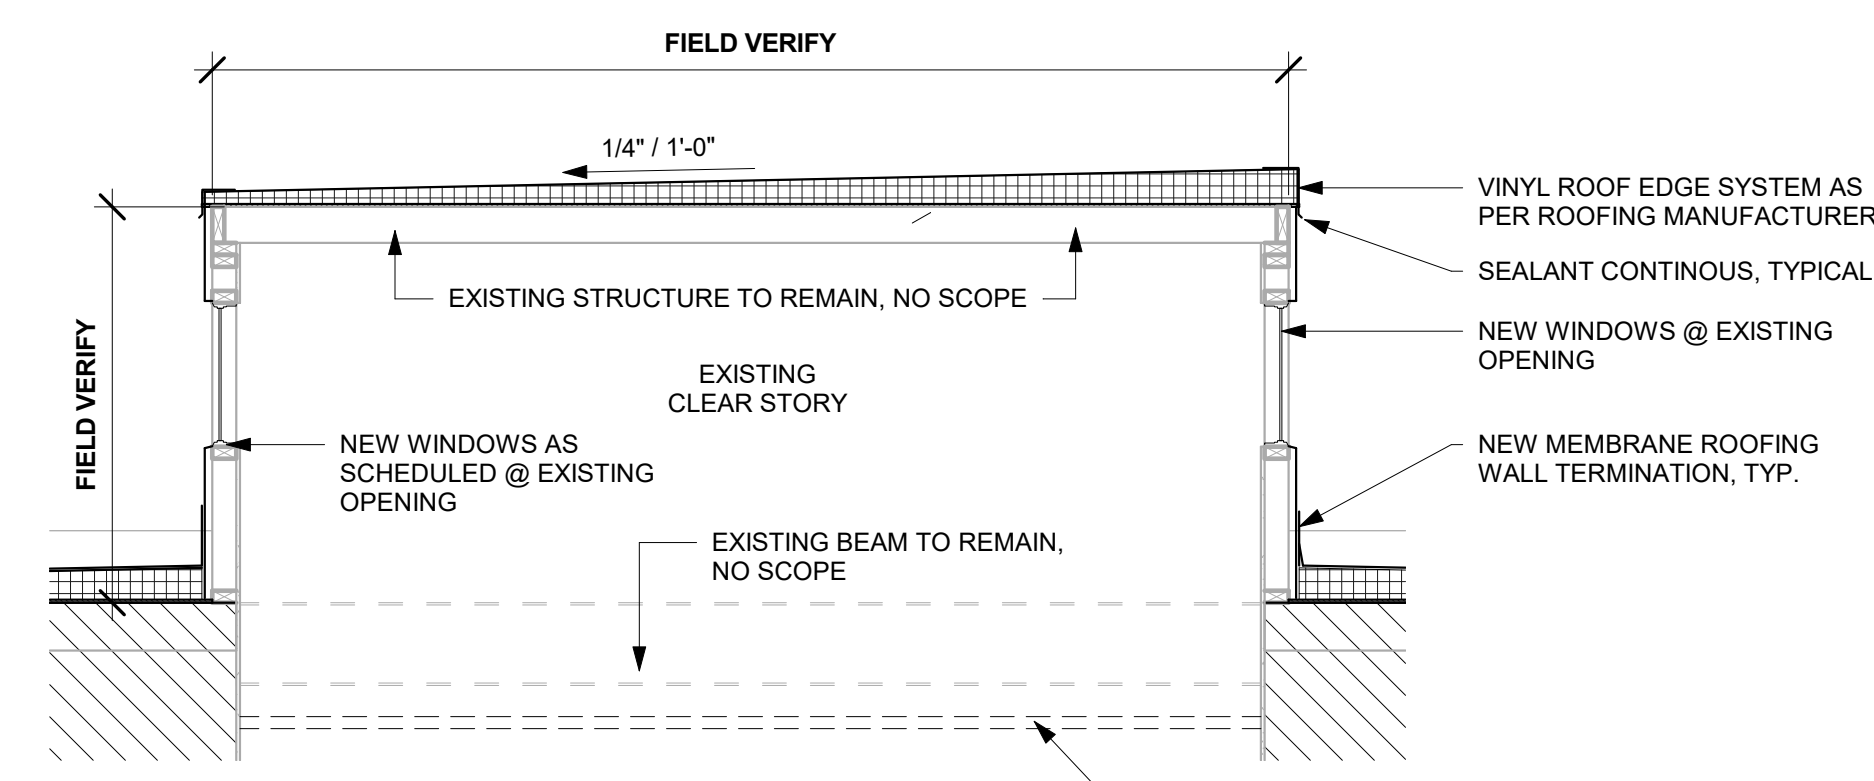 FIELD VERIFY
1/4" / 1'-0"
VINYL ROOF EDGE SYSTEM AS
PER ROOFING MANUFACTURER
SEALANT CONTINOUS, TYPICAL
EXISTING STRUCTURE TO REMAIN, NO SCOPE
NEW WINDOWS @ EXISTING
OPENING
EXISTING
CLEAR STORY
FIELD VERIFY
NEW WINDOWS AS
SCHEDULED @ EXISTING
OPENING
NEW MEMBRANE ROOFING
WALL TERMINATION, TYP.
EXISTING BEAM TO REMAIN,
NO SCOPE